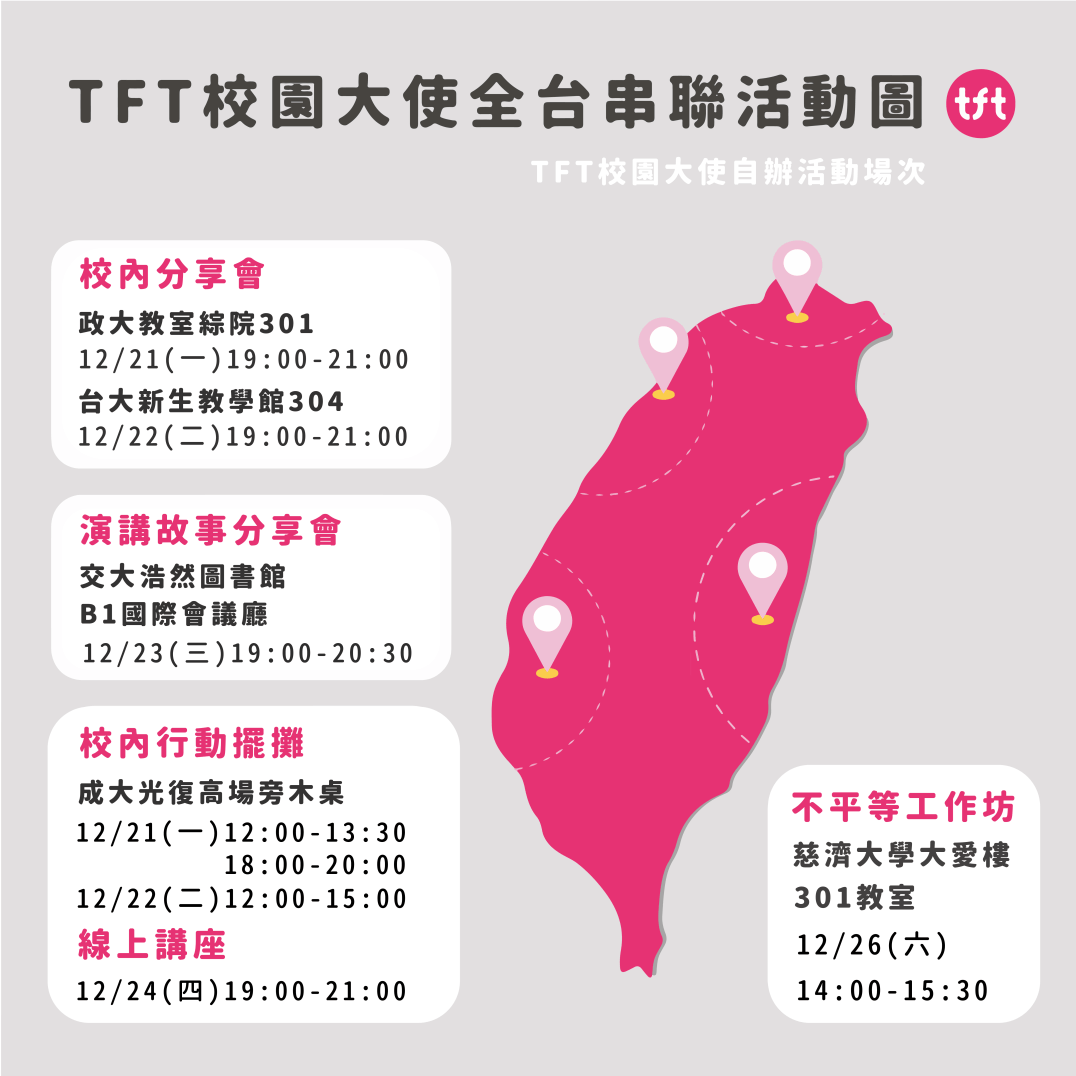 TFT校園大使全台串聯活動圖
tft
TFT校園大使自辦活動場次
校內分享會
政大教室綜院301
12/21(一)19:00-21:00
台大新生教學館304
12/22(二)19:00-21:00
演講故事分享會
交大浩然圖書館
B1國際會議廳
12/23(三)19:00-20:30
校內行動擺攤
成大光復高場旁木桌
12/21(一)12:00-13:30
18:00-20:00
12/22(二)12:00-15:00
線上講座
12/24(四)19:00-21:00
不平等工作坊
慈濟大學大愛樓
301教室
12/26(六)
14:00-15:30